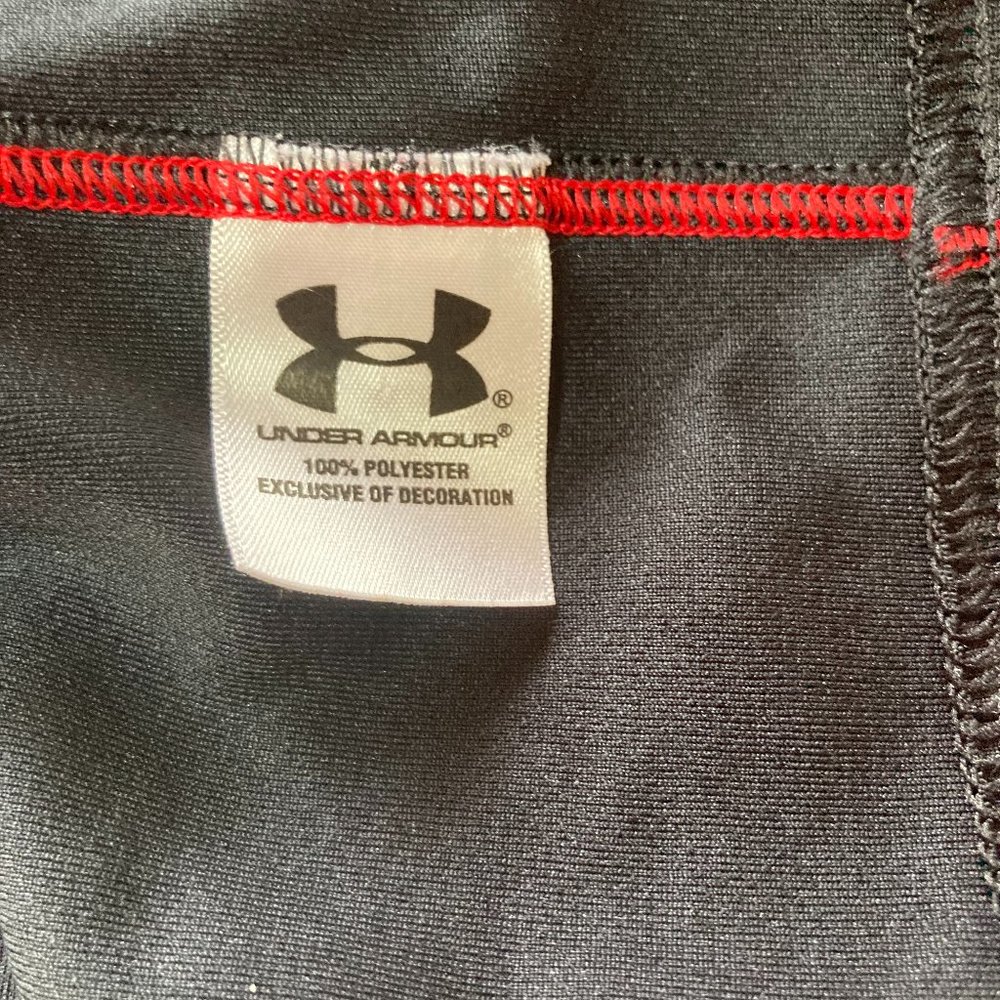 ®
UNDER ARMOUR®
100% POLYESTER
EXCLUSIVE OF DECORATION